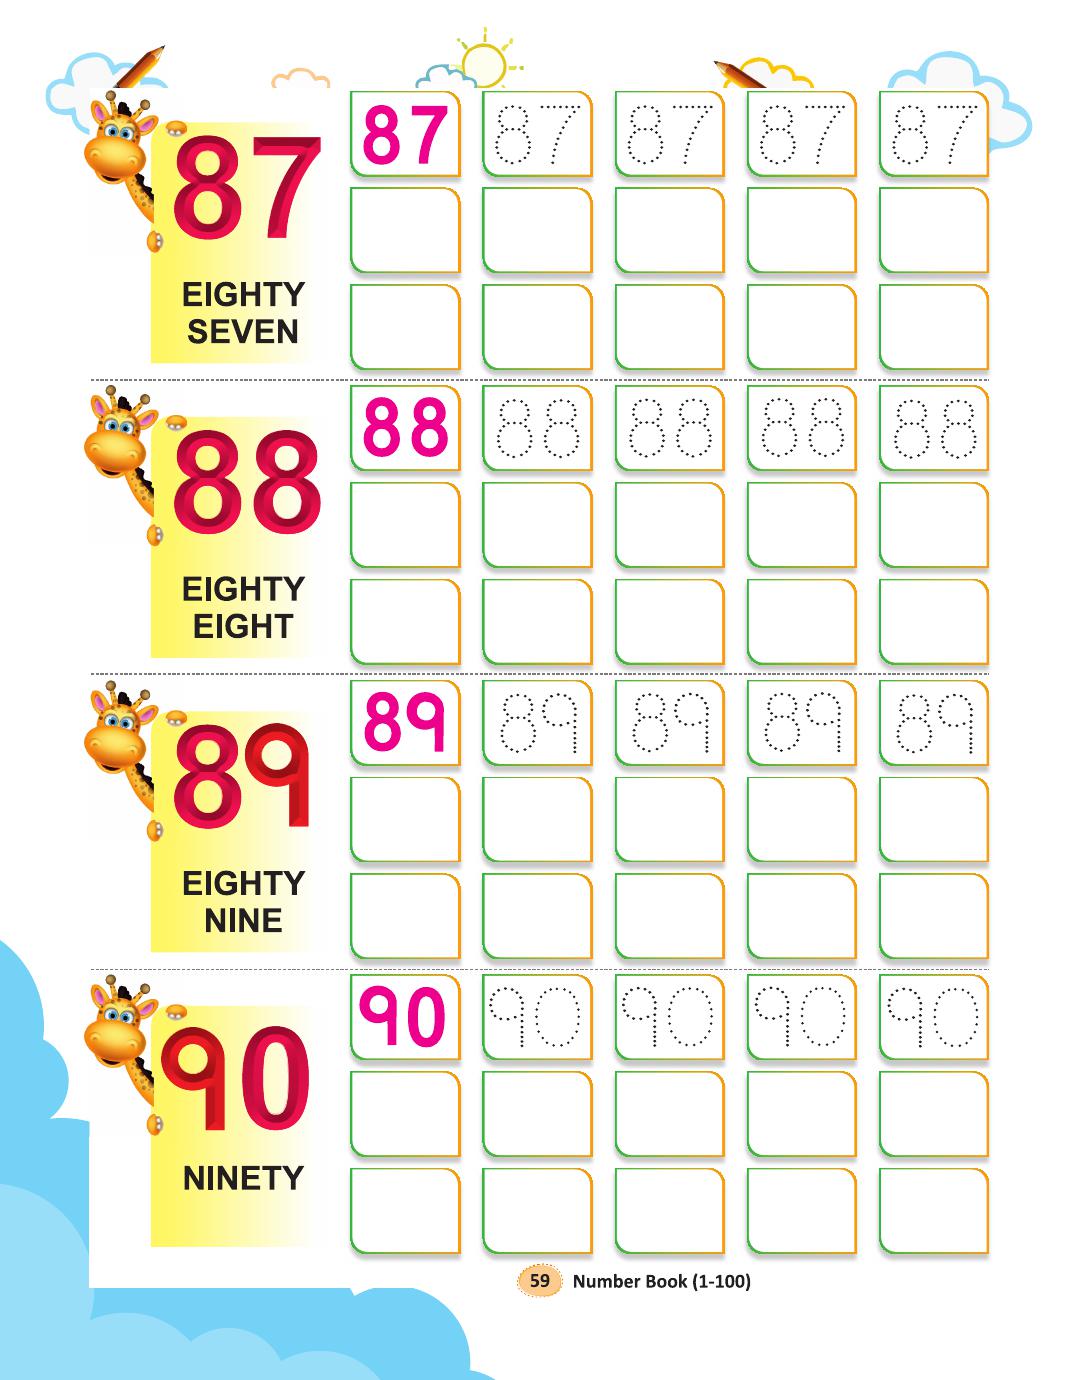 87 87 87 87 87
87
EIGHTY
SEVEN
88 88 88 88 88
88
EIGHTY
EIGHT
89 89 89 89 89
89
EIGHTY
NINE
90 90 90 90 90
90
NINETY
59 Number Book (1-100)